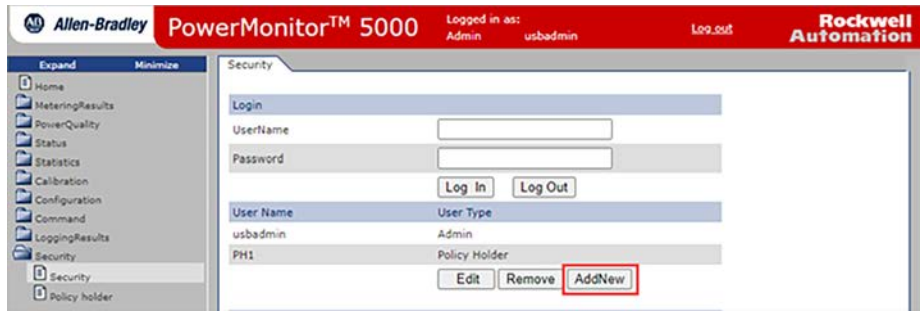 Allen-Bradley PowerMonitor™ 5000 Logged in as: Log out Rockwell Automation
Admin usbadmin
Expand Minimize
Home
MeteringResults
PowerQuality
Status
Statistics
Calibration
Configuration
Command
LoggingResults
Security
Security
Policy holder
Security
Login
UserName
Password
Log In Log Out
User Name User Type
usbadmin Admin
PH1 Policy Holder
Edit Remove AddNew